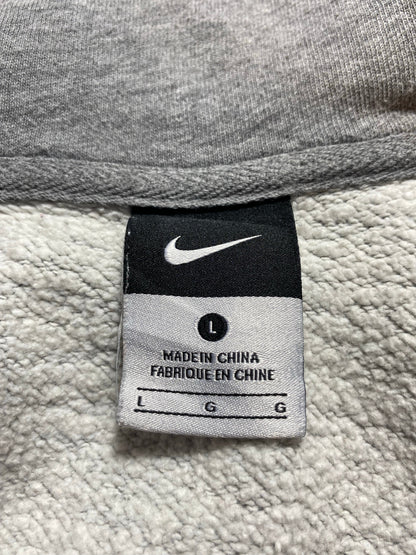 L
MADE IN CHINA
FABRIQUE EN CHINE
L G G